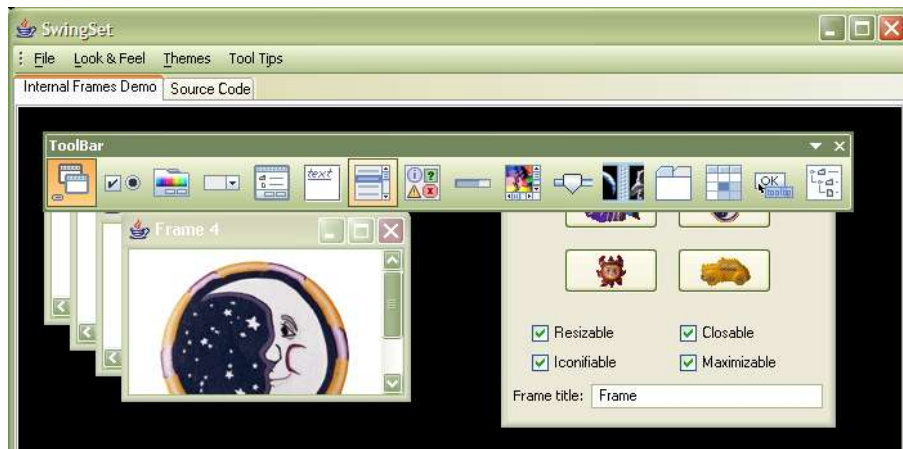 SwingSet
File Look & Feel Themes Tool Tips
Internal Frames Demo Source Code
ToolBar
text
OK
tooltip
Frame 4
Resizable Closable
Iconifiable Maximizable
Frame title: Frame